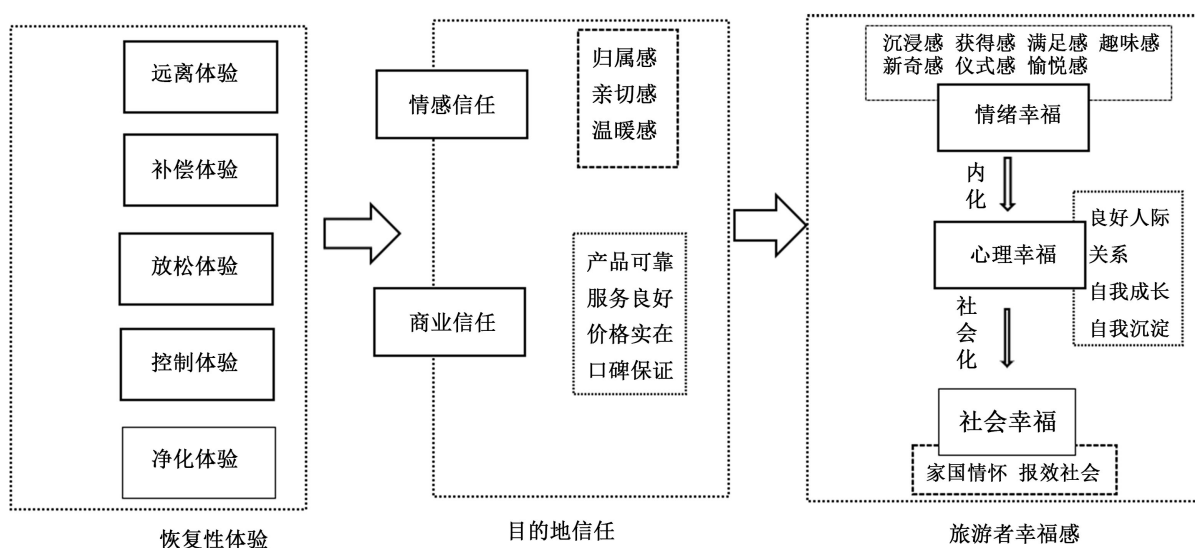 远离体验
补偿体验
放松体验
控制体验
净化体验
恢复性体验
情感信任
归属感
亲切感
温暖感
商业信任
产品可靠
服务良好
价格实在
口碑保证
目的地信任
沉浸感 获得感 满足感 趣味感
新奇感 仪式感 愉悦感
情绪幸福
内
化
心理幸福
良好人际
关系
自我成长
自我沉淀
社
会
化
社会幸福
家国情怀 报效社会
旅游者幸福感